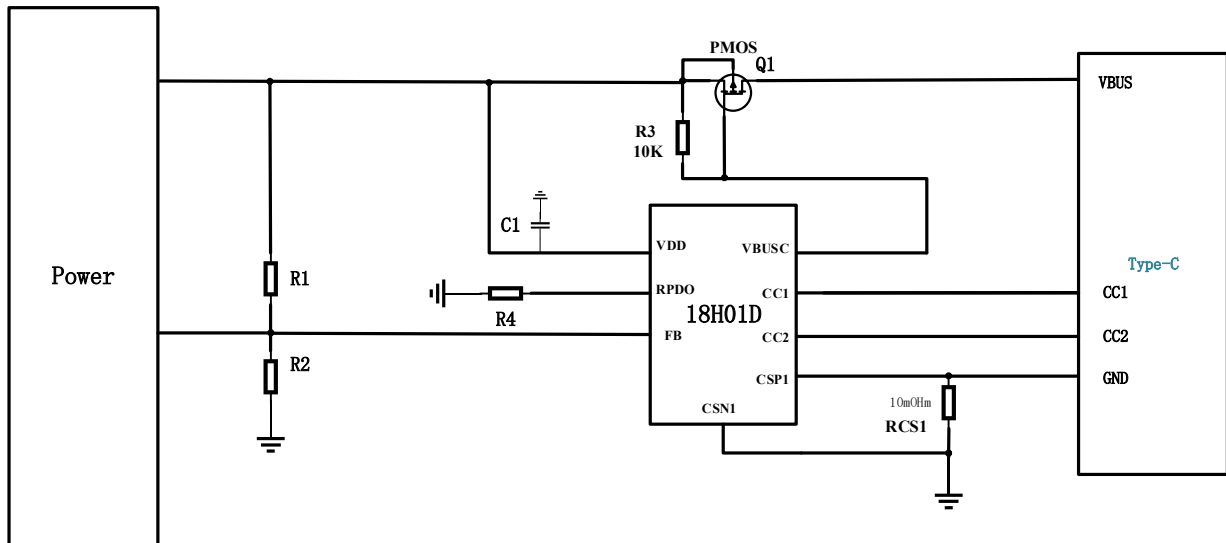 PMOS
Q1
VBUS
R3
10K
C1
VDD
VBUSC
Power
R1
Type-C
RPDO
CC1
CC1
18H01D
R4
FB
CC2
CC2
R2
CSP1
GND
CSN1
10mOHm
RCS1